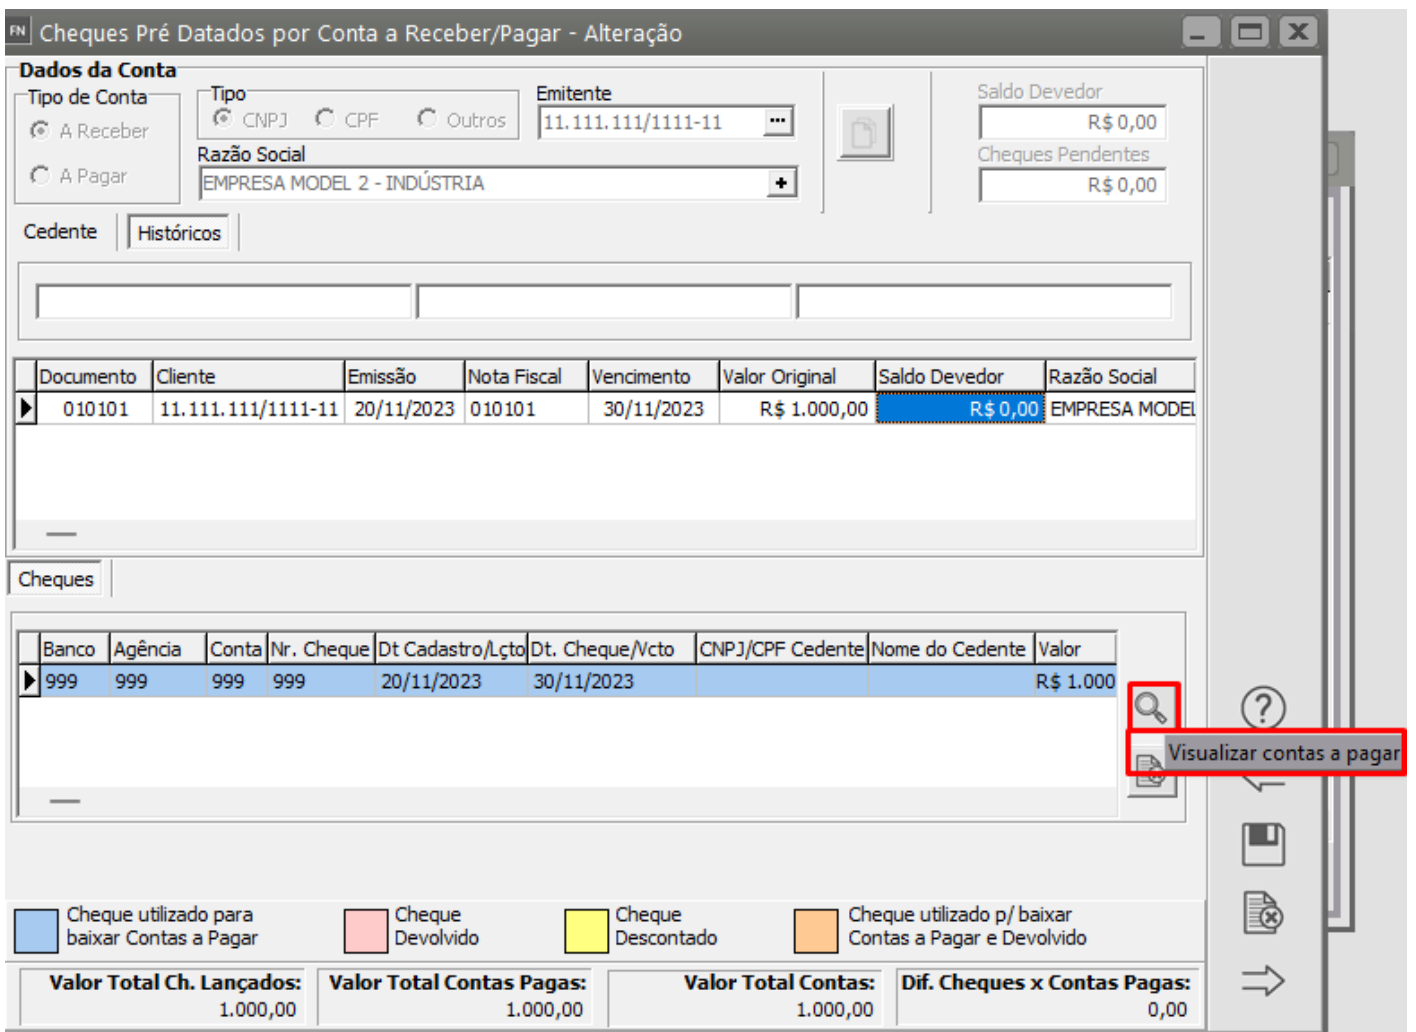 FN Cheques Pré Datados por Conta a Receber/Pagar - Alteração
Dados da Conta
Tipo de Conta
A Receber
A Pagar
Tipo
CNPJ CPF Outros
Emitente
11.111.111/1111-11 ...
Razão Social
EMPRESA MODEL 2 - INDÚSTRIA +
Saldo Devedor
R$ 0,00
Cheques Pendentes
R$ 0,00
Cedente Históricos
Documento Cliente Emissão Nota Fiscal Vencimento Valor Original Saldo Devedor Razão Social
010101 11.111.111/1111-11 20/11/2023 010101 30/11/2023 R$ 1.000,00 R$ 0,00 EMPRESA MODEL
Cheques
Banco Agência Conta Nr. Cheque Dt Cadastro/Lçto Dt. Cheque/Vcto CNPJ/CPF Cedente Nome do Cedente Valor
999 999 999 999 20/11/2023 30/11/2023 R$ 1.000
?
Visualizar contas a pagar
Cheque utilizado para
baixar Contas a Pagar
Cheque
Devolvido
Cheque
Descontado
Cheque utilizado p/ baixar
Contas a Pagar e Devolvido
Valor Total Ch. Lançados:
1.000,00
Valor Total Contas Pagas:
1.000,00
Valor Total Contas:
1.000,00
Dif. Cheques x Contas Pagas:
0,00